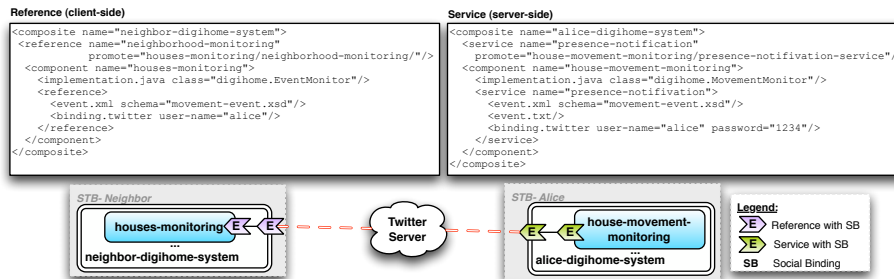 Reference (client-side)
<composite name="neighbor-digihome-system">
<reference name="neighborhood-monitoring"
promote="houses-monitoring/neighborhood-monitoring/"/>
<component name="houses-monitoring">
<implementation.java class="digihome.EventMonitor"/>
<reference>
<event.xml schema="movement-event.xsd"/>
<binding.twitter user-name="alice"/>
</reference>
</component>
</composite>
Service (server-side)
<composite name="alice-digihome-system">
<service name="presence-notification"
promote="house-movement-monitoring/presence-notifivation-service"/>
<component name="house-movement-monitoring">
<implementation.java class="digihome.MovementMonitor"/>
<service name="presence-notifivation">
<event.xml schema="movement-event.xsd"/>
<event.txt/>
<binding.twitter user-name="alice" password="1234"/>
</service>
</component>
</composite>
STB- Neighbor
houses-monitoring
E
E
...
neighbor-digihome-system
Twitter
Server
STB- Alice
E
E
house-movement-
monitoring
...
alice-digihome-system
Legend:
E Reference with SB
E Service with SB
SB Social Binding